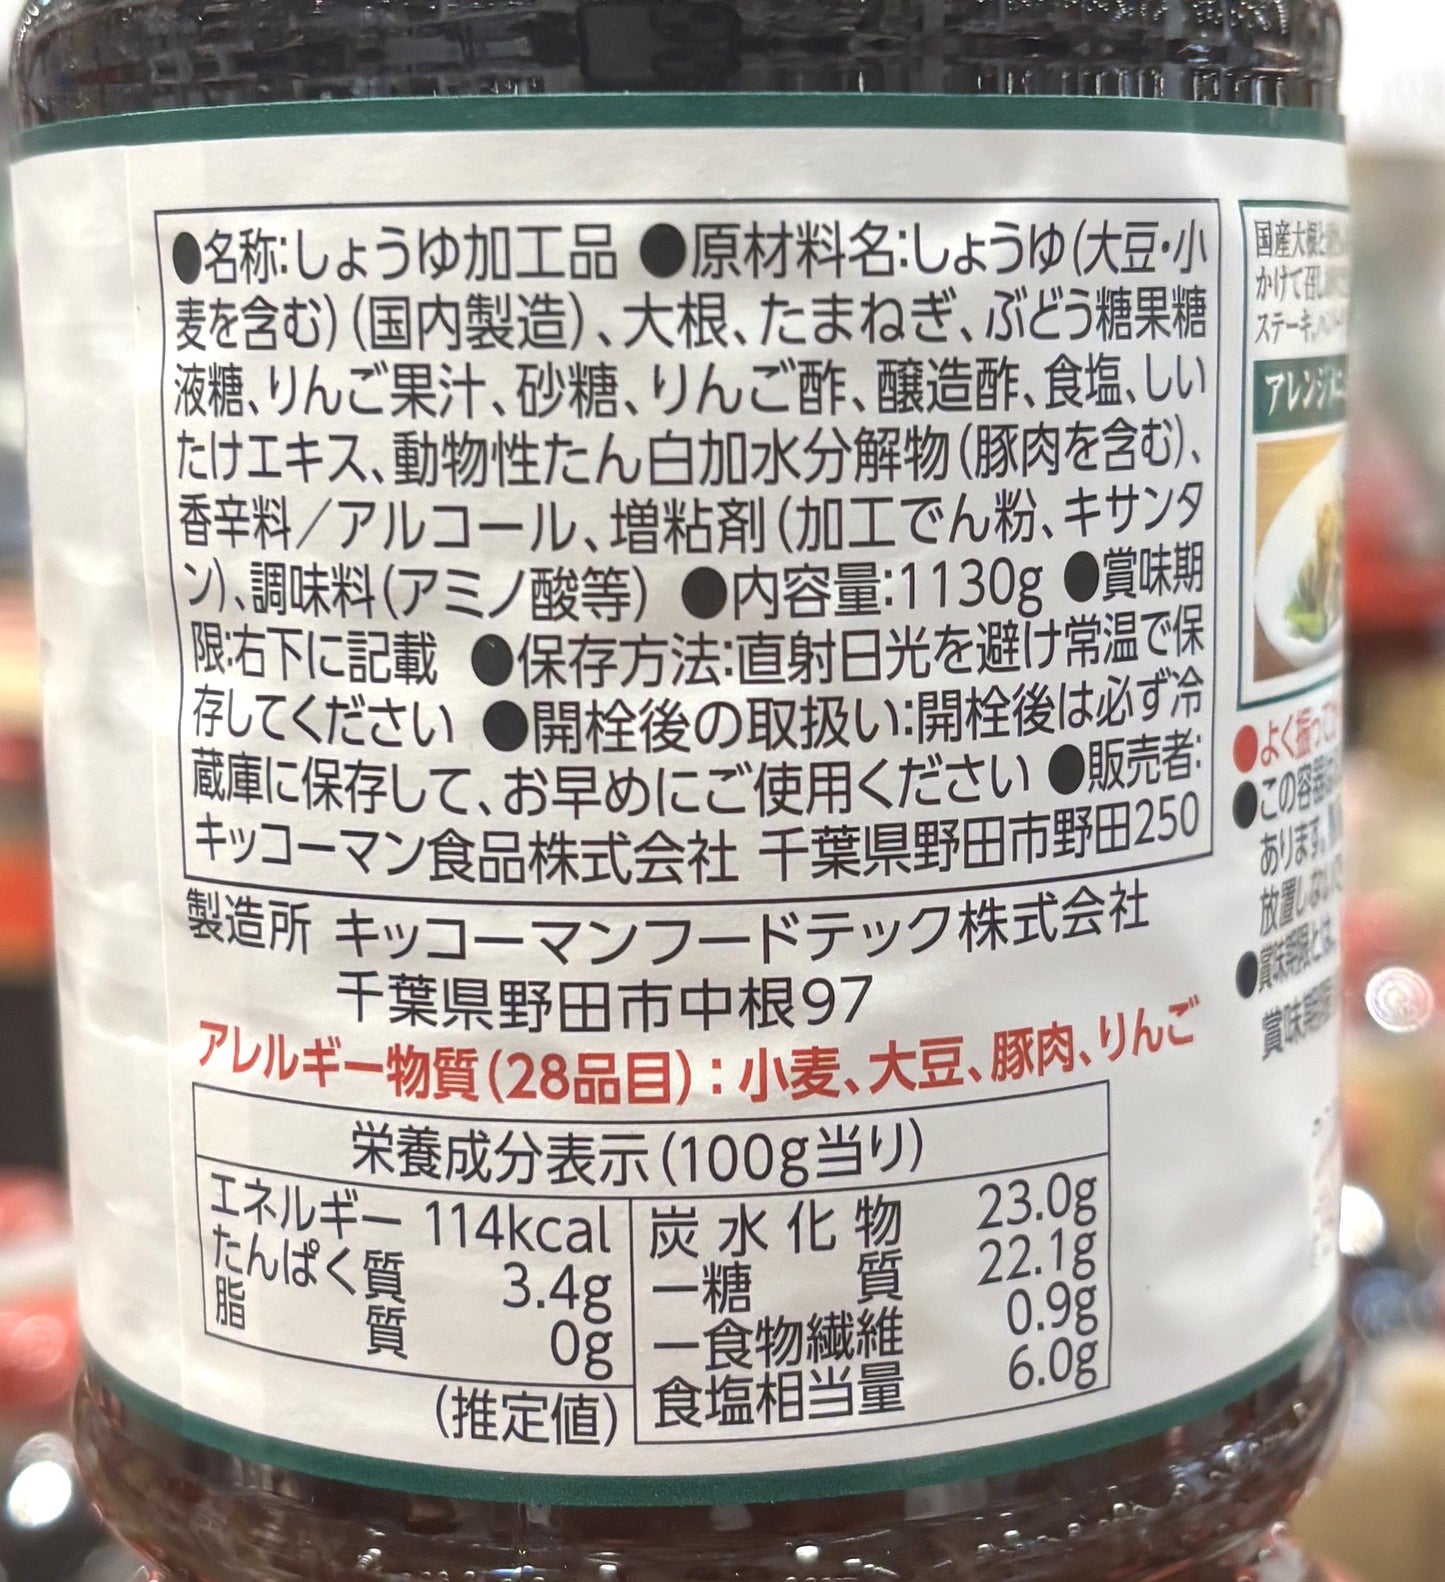 ●名称:しょうゆ加工品 ●原材料名:しょうゆ(大豆・小
麦を含む)(国内製造)、大根、たまねぎ、ぶどう糖果糖
液糖、りんご果汁、砂糖、りんご酢、醸造酢、食塩、しい
たけエキス、動物性たん白加水分解物(豚肉を含む)、
香辛料/アルコール、増粘剤(加工でん粉、キサンタ
ン)、調味料(アミノ酸等) ●内容量:1130g ●賞味期
限:右下に記載 ●保存方法:直射日光を避け常温で保
存してください ●開栓後の取扱い:開栓後は必ず冷
蔵庫に保存して、お早めにご使用ください ●販売者:
キッコーマン食品株式会社 千葉県野田市野田250
製造所 キッコーマンフードテック株式会社
千葉県野田市中根97
アレルギー物質(28品目):小麦、大豆、豚肉、りんご
栄養成分表示(100g当り)
エネルギー 114kcal
たんぱく質 3.4g
脂質 0g
炭水化物 23.0g
―糖質 22.1g
―食物繊維 0.9g
食塩相当量 6.0g
(推定値)
国産大根と
かけて召し
ステーキ、ハン
アレンジメニ
●よく振って
●この容器
あります。
放置しない
●賞味期限とは、
賞味期限